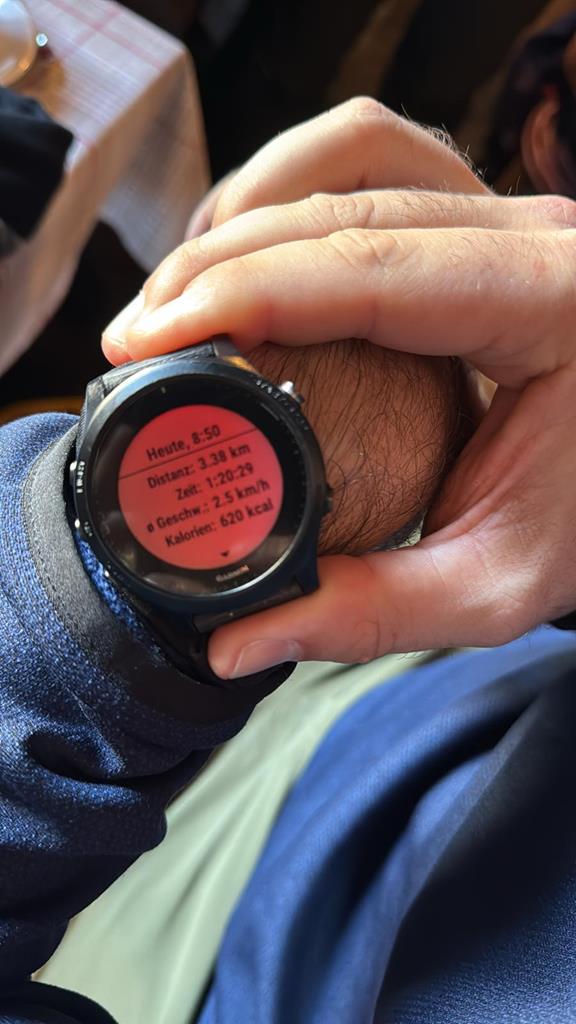 Heute, 8:50
Distanz: 3.38 km
Zeit: 1:20:29
ø Geschw.: 2.5 km/h
Kalorien: 620 kcal
GARMIN